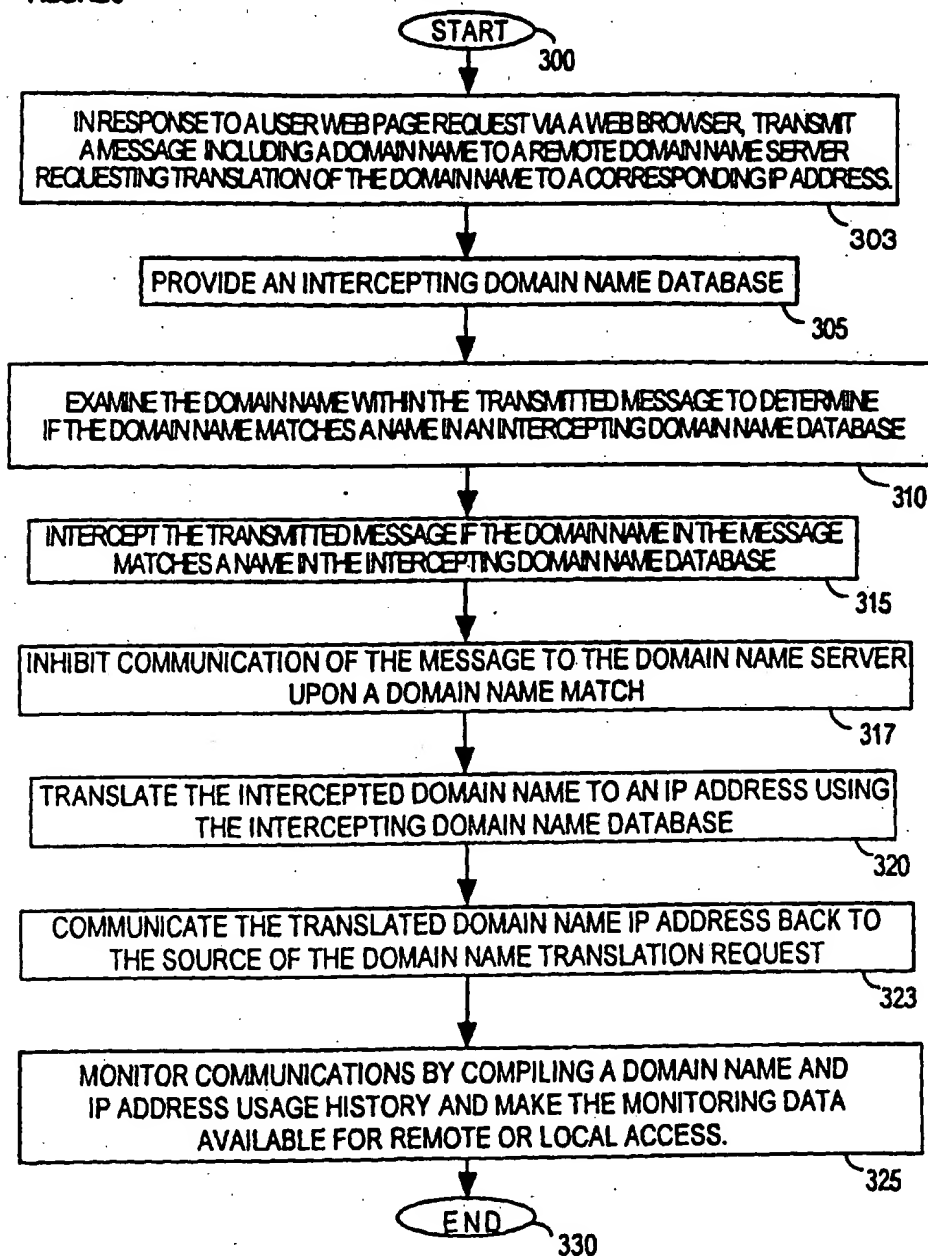 START
300
IN RESPONSE TO A USER WEB PAGE REQUEST VIA A WEB BROWSER, TRANSMIT
A MESSAGE INCLUDING A DOMAIN NAME TO A REMOTE DOMAIN NAME SERVER
REQUESTING TRANSLATION OF THE DOMAIN NAME TO A CORRESPONDING IP ADDRESS.
303
PROVIDE AN INTERCEPTING DOMAIN NAME DATABASE
305
EXAMINE THE DOMAIN NAME WITHIN THE TRANSMITTED MESSAGE TO DETERMINE
IF THE DOMAIN NAME MATCHES A NAME IN AN INTERCEPTING DOMAIN NAME DATABASE
310
INTERCEPT THE TRANSMITTED MESSAGE IF THE DOMAIN NAME IN THE MESSAGE
MATCHES A NAME IN THE INTERCEPTING DOMAIN NAME DATABASE
315
INHIBIT COMMUNICATION OF THE MESSAGE TO THE DOMAIN NAME SERVER
UPON A DOMAIN NAME MATCH
317
TRANSLATE THE INTERCEPTED DOMAIN NAME TO AN IP ADDRESS USING
THE INTERCEPTING DOMAIN NAME DATABASE
320
COMMUNICATE THE TRANSLATED DOMAIN NAME IP ADDRESS BACK TO
THE SOURCE OF THE DOMAIN NAME TRANSLATION REQUEST
323
MONITOR COMMUNICATIONS BY COMPILING A DOMAIN NAME AND
IP ADDRESS USAGE HISTORY AND MAKE THE MONITORING DATA
AVAILABLE FOR REMOTE OR LOCAL ACCESS.
325
END
330